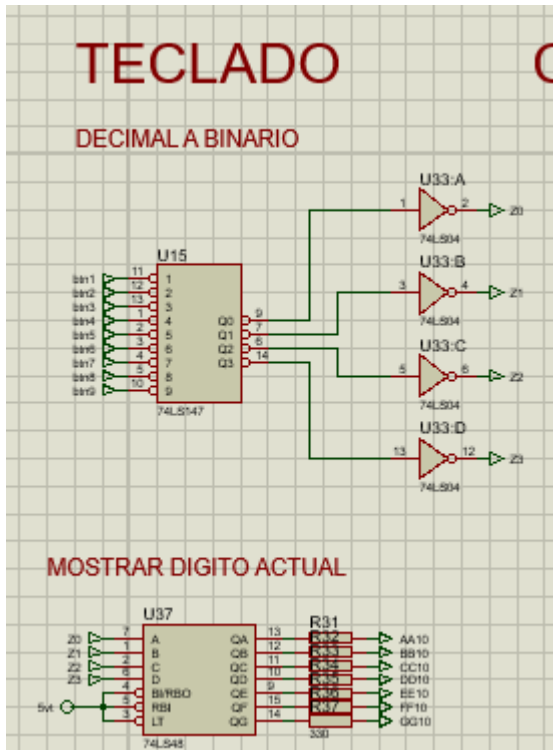 TECLADO
DECIMAL A BINARIO
U33:A
1 2 Z0
74LS04
U15
U33:B
btn1 11 1
btn2 12 2
btn3 13 3
btn4 1 4 Q0 9
btn5 2 5 Q1 7
btn6 3 6 Q2 6
btn7 4 7 Q3 14
btn8 5 8
btn9 10 9
74LS147
3 4 Z1
74LS04
U33:C
5 6 Z2
74LS04
U33:D
13 12 Z3
74LS04
MOSTRAR DIGITO ACTUAL
U37
R31
Z0 7 A QA 13 R32 AA10
Z1 1 B QB 12 R33 BB10
Z2 2 C QC 11 R34 CC10
Z3 6 D QD 10 R35 DD10
4 BI/RBO QE 9 R36 EE10
5vt 5 RBI QF 15 R37 FF10
3 LT QG 14 GG10
74LS48
330